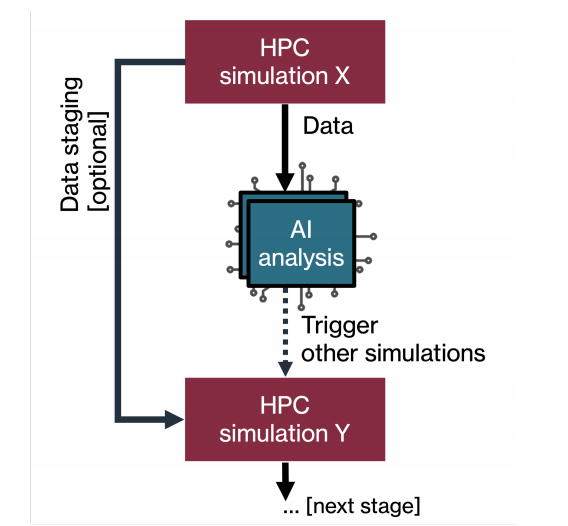 HPC
simulation X
Data staging
[optional]
Data
AI
analysis
Trigger
other simulations
HPC
simulation Y
... [next stage]